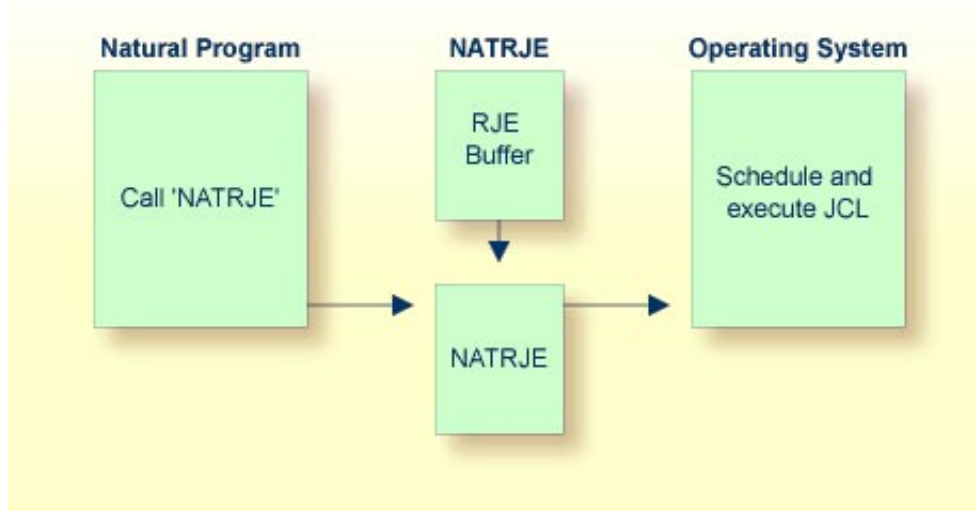 Natural Program
NATRJE
Operating System
Call 'NATRJE'
RJE
Buffer
Schedule and
execute JCL
NATRJE